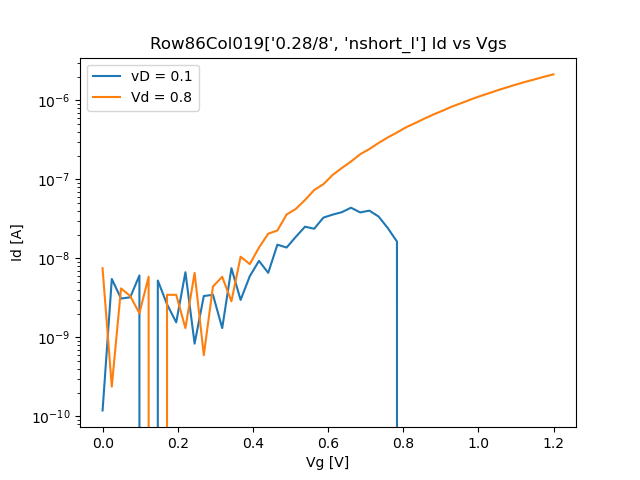 Row86Col019['0.28/8', 'nshort_l'] Id vs Vgs
vD = 0.1
Vd = 0.8
Id [A]
10⁻⁶
10⁻⁷
10⁻⁸
10⁻⁹
10⁻¹⁰
0.0 0.2 0.4 0.6 0.8 1.0 1.2
Vg [V]